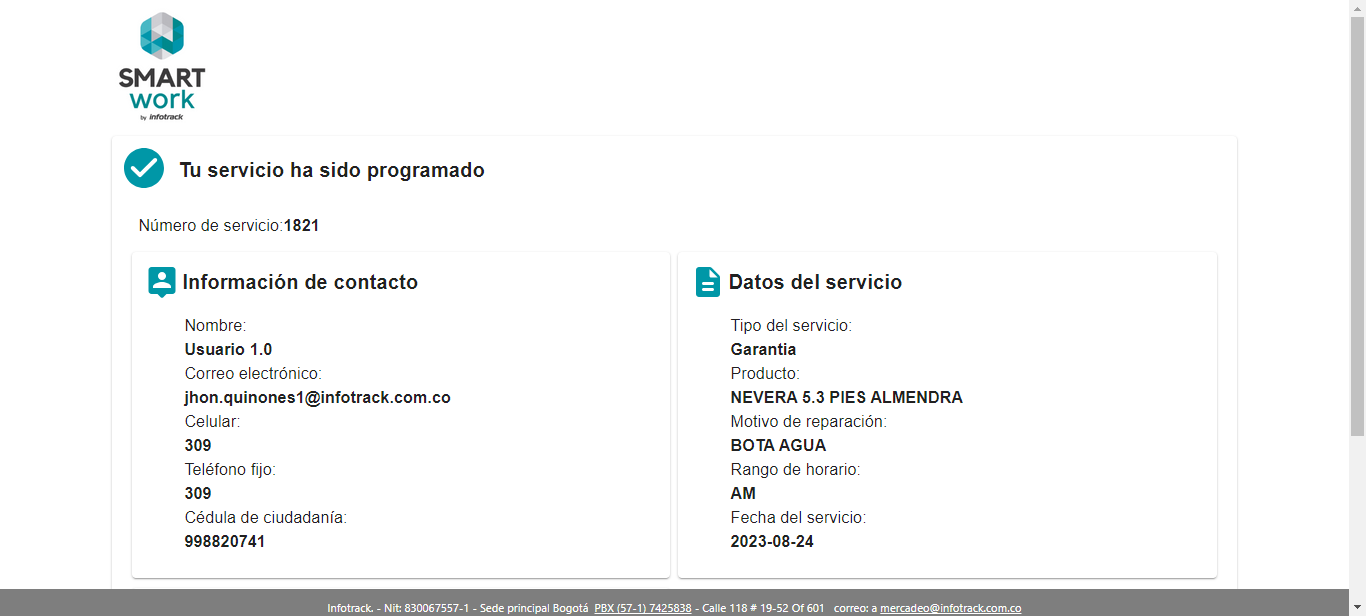 SMART
work
by infotrack
Tu servicio ha sido programado
Número de servicio:1821
Información de contacto
Nombre:
Usuario 1.0
Correo electrónico:
jhon.quinones1@infotrack.com.co
Celular:
309
Teléfono fijo:
309
Cédula de ciudadanía:
998820741
Datos del servicio
Tipo del servicio:
Garantia
Producto:
NEVERA 5.3 PIES ALMENDRA
Motivo de reparación:
BOTA AGUA
Rango de horario:
AM
Fecha del servicio:
2023-08-24
Infotrack. - Nit: 830067557-1 - Sede principal Bogotá PBX (57-1) 7425838 - Calle 118 # 19-52 Of 601 correo: a mercadeo@infotrack.com.co